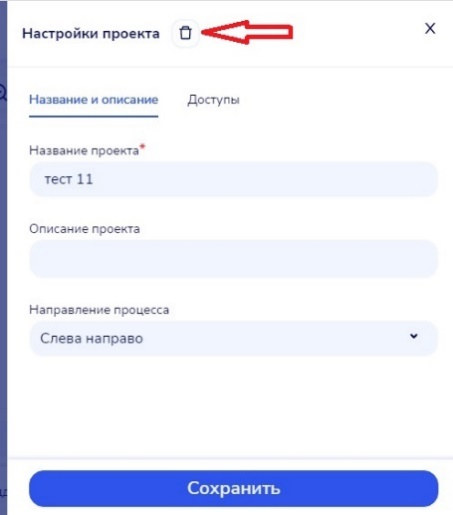 Настройки проекта
X
Название и описание Доступы
Название проекта*
тест 11
Описание проекта
Направление процесса
Слева направо
Сохранить